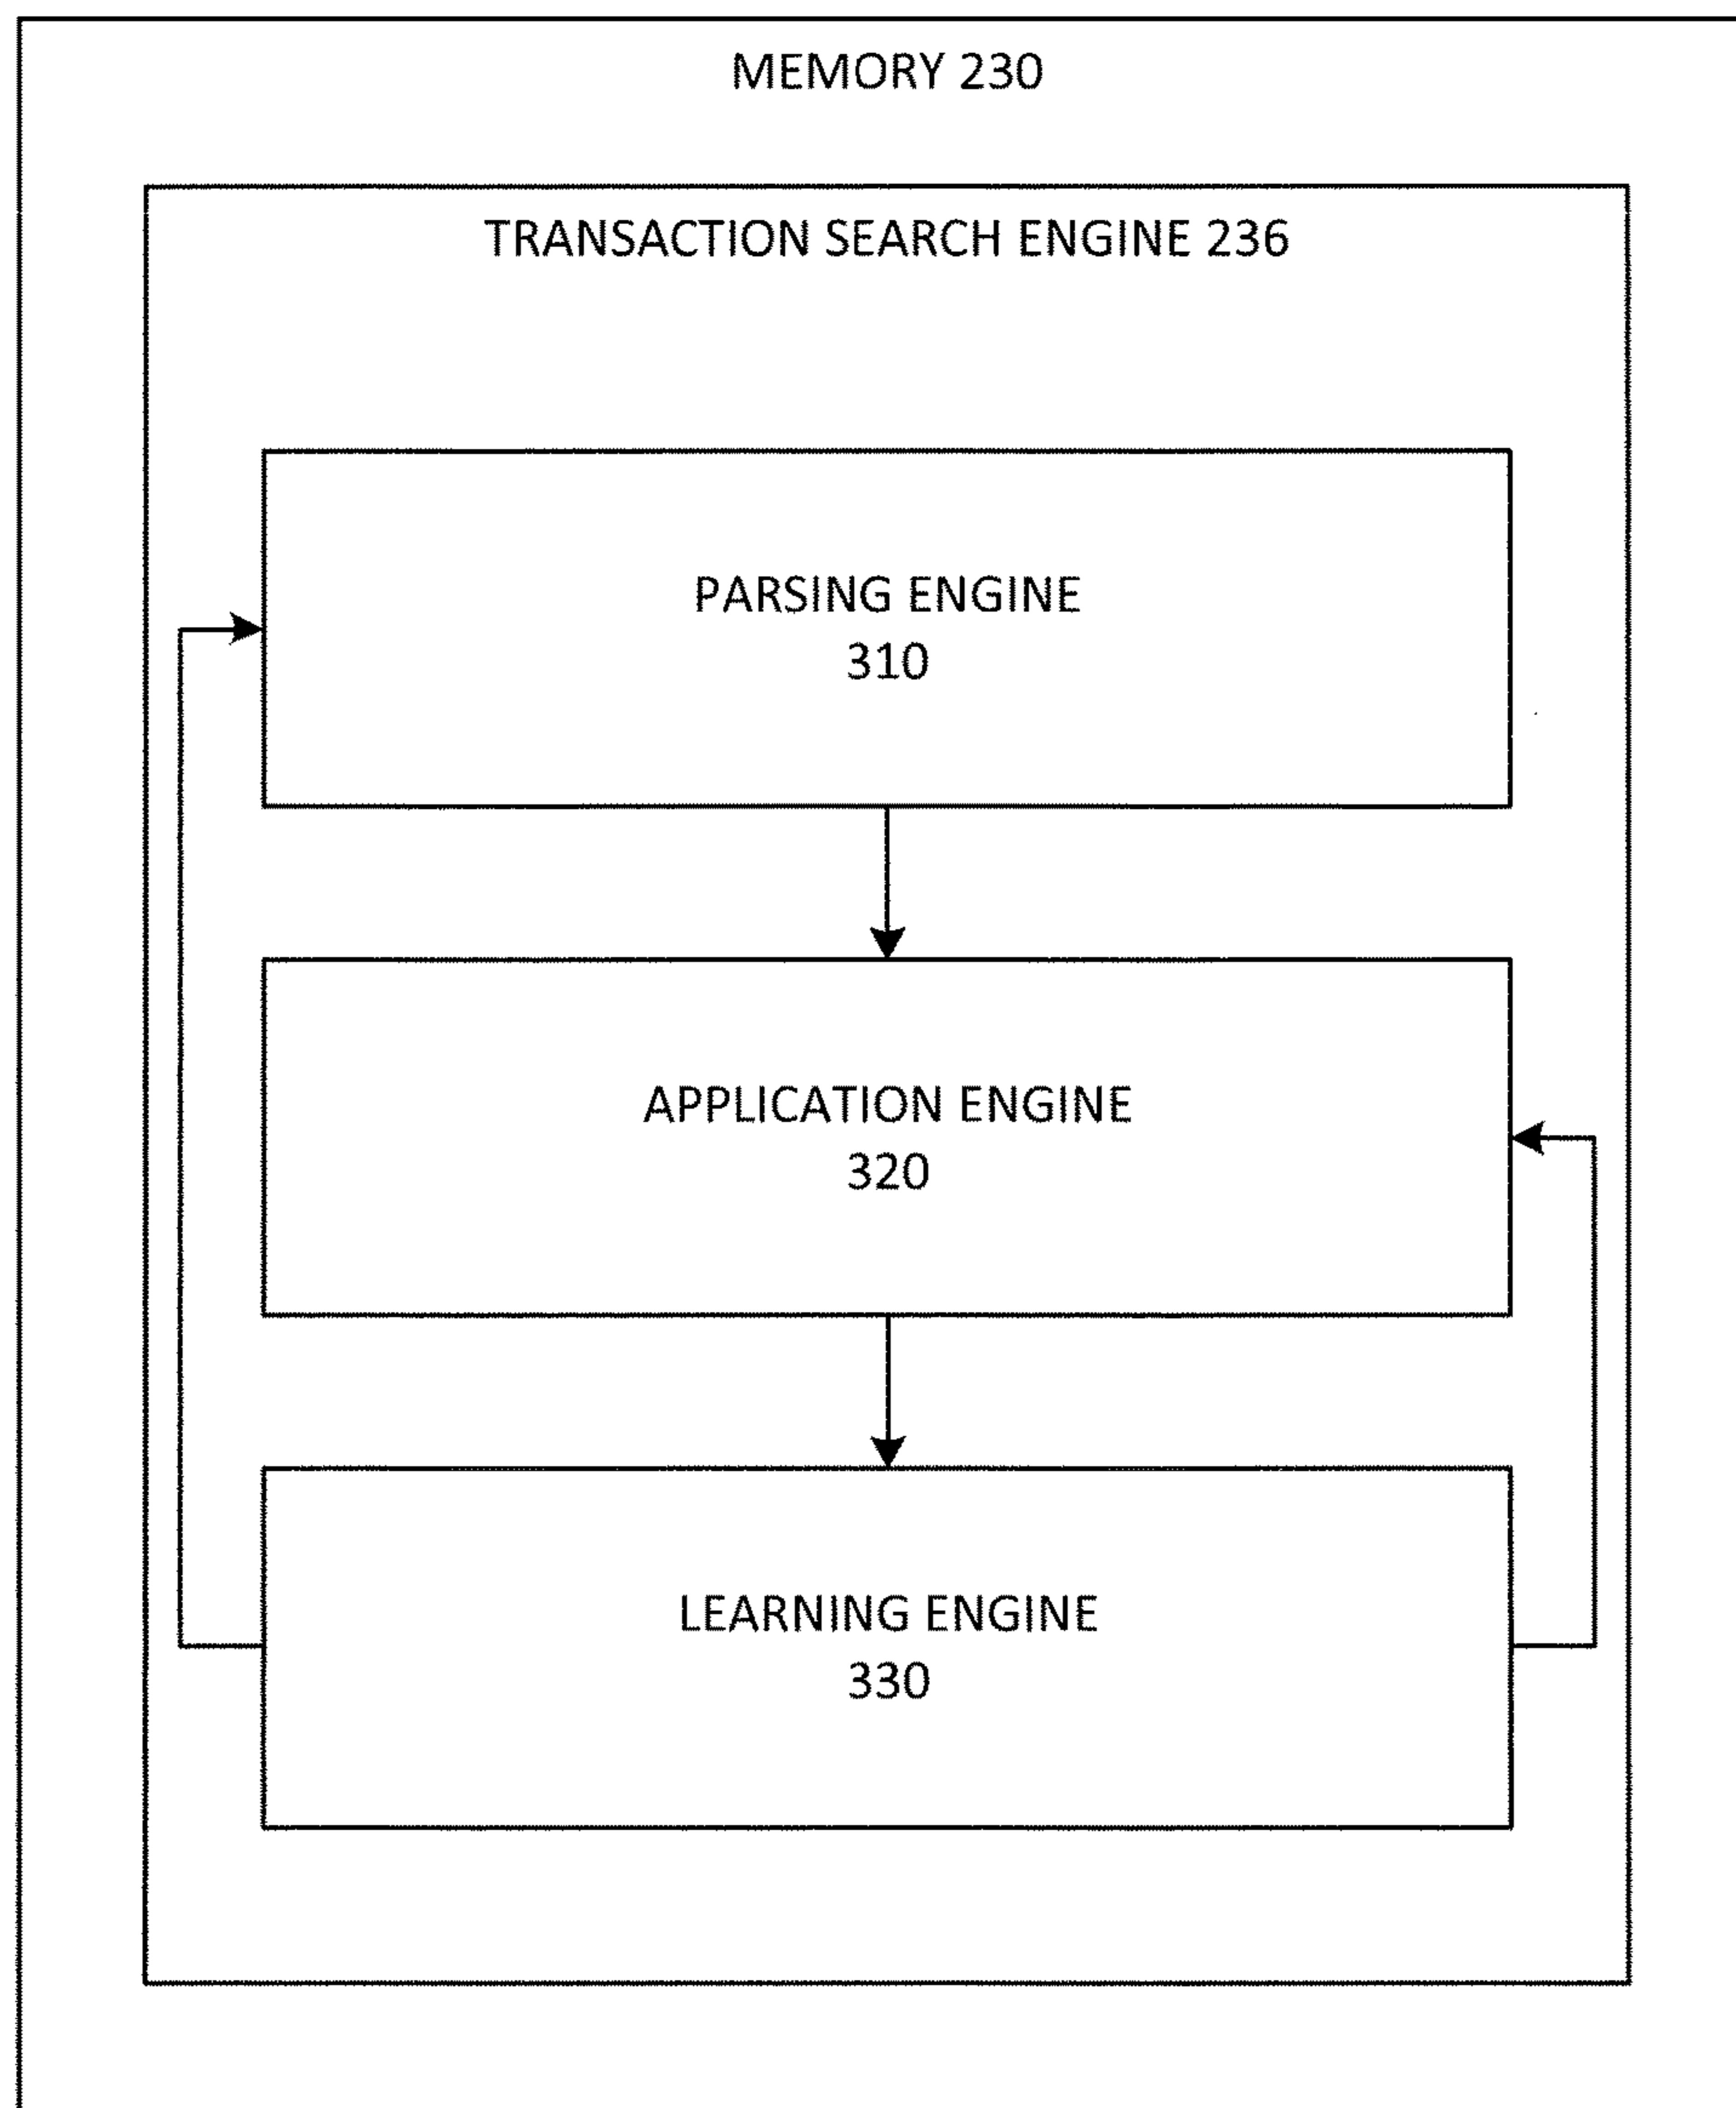 MEMORY 230
TRANSACTION SEARCH ENGINE 236
PARSING ENGINE
310
APPLICATION ENGINE
320
LEARNING ENGINE
330